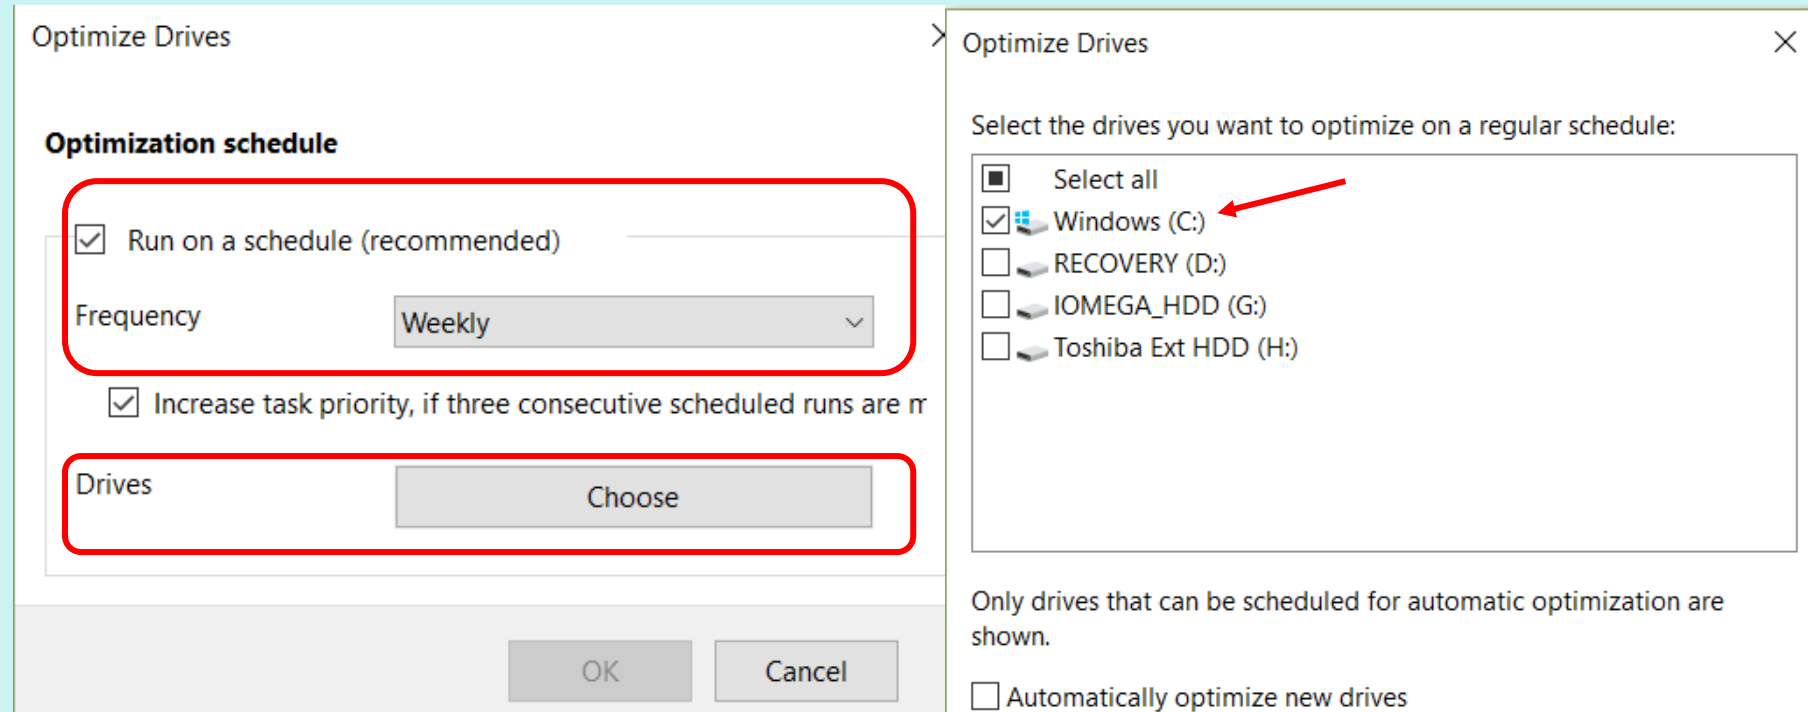 Optimize Drives
Optimization schedule
Run on a schedule (recommended)
Frequency
Weekly
Increase task priority, if three consecutive scheduled runs are
Drives
Choose
OK
Cancel
Optimize Drives
Select the drives you want to optimize on a regular schedule:
Select all
Windows (C:)
RECOVERY (D:)
IOMEGA_HDD (G:)
Toshiba Ext HDD (H:)
Only drives that can be scheduled for automatic optimization are
shown.
Automatically optimize new drives